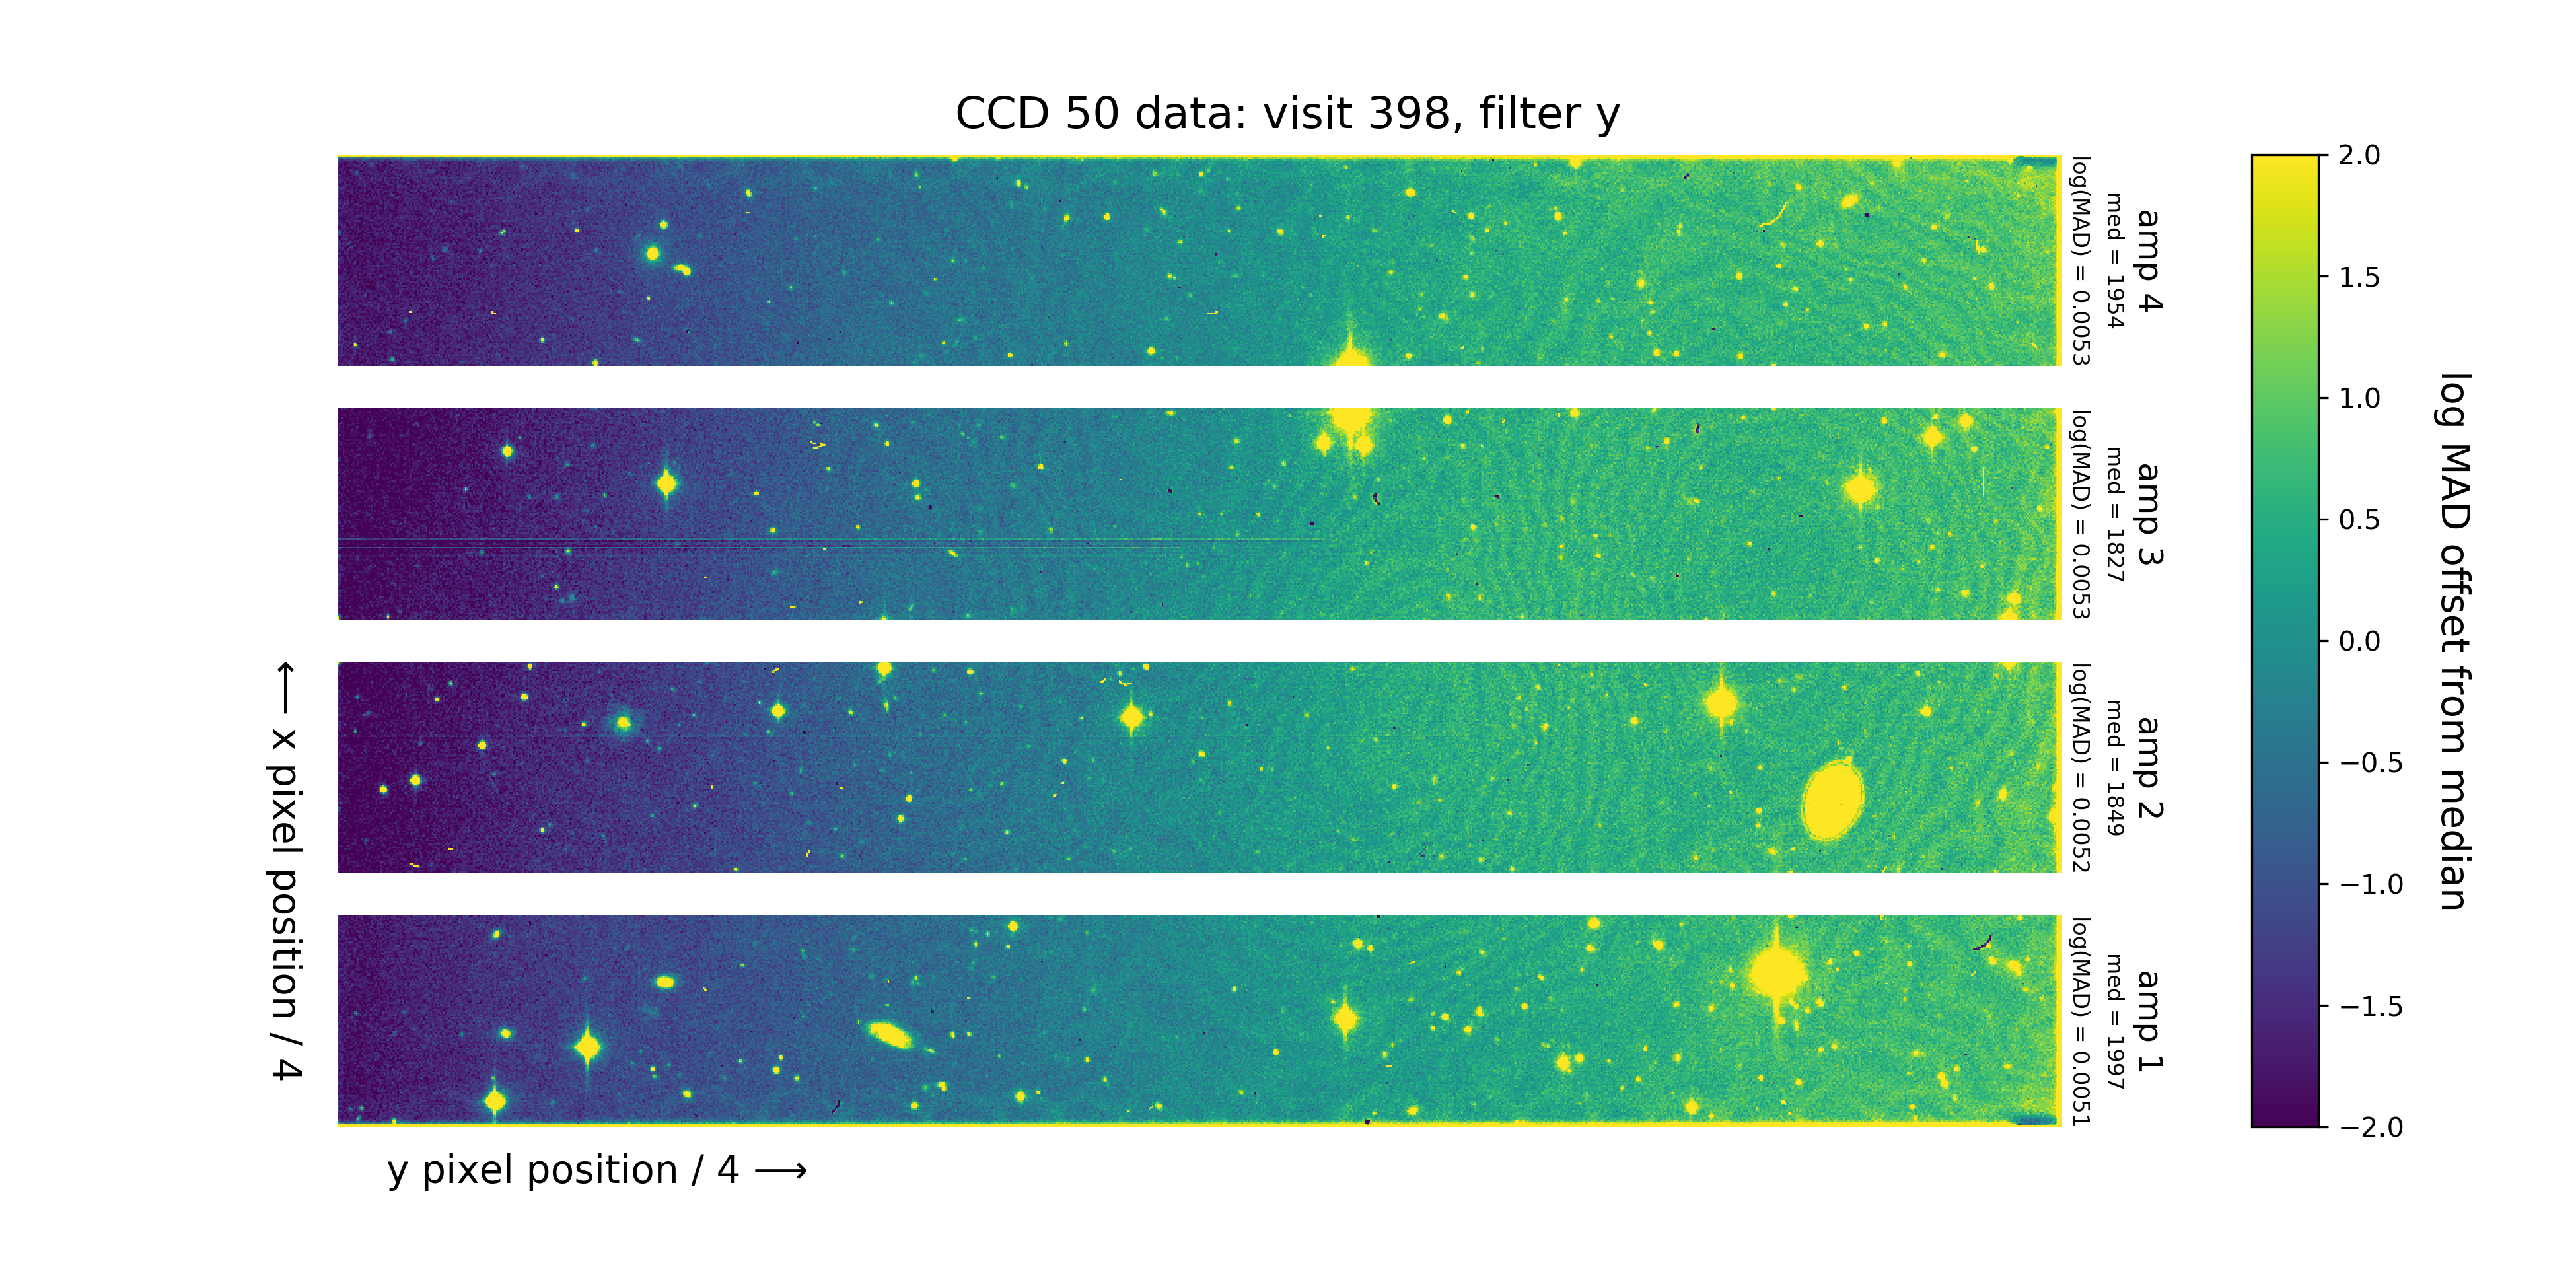 CCD 50 data: visit 398, filter y
amp 4
med = 1954
log(MAD) = 0.0053
amp 3
med = 1827
log(MAD) = 0.0053
amp 2
med = 1849
log(MAD) = 0.0052
amp 1
med = 1997
log(MAD) = 0.0051
⟵ x pixel position / 4
y pixel position / 4 ⟶
2.0
1.5
1.0
0.5
0.0
−0.5
−1.0
−1.5
−2.0
log MAD offset from median